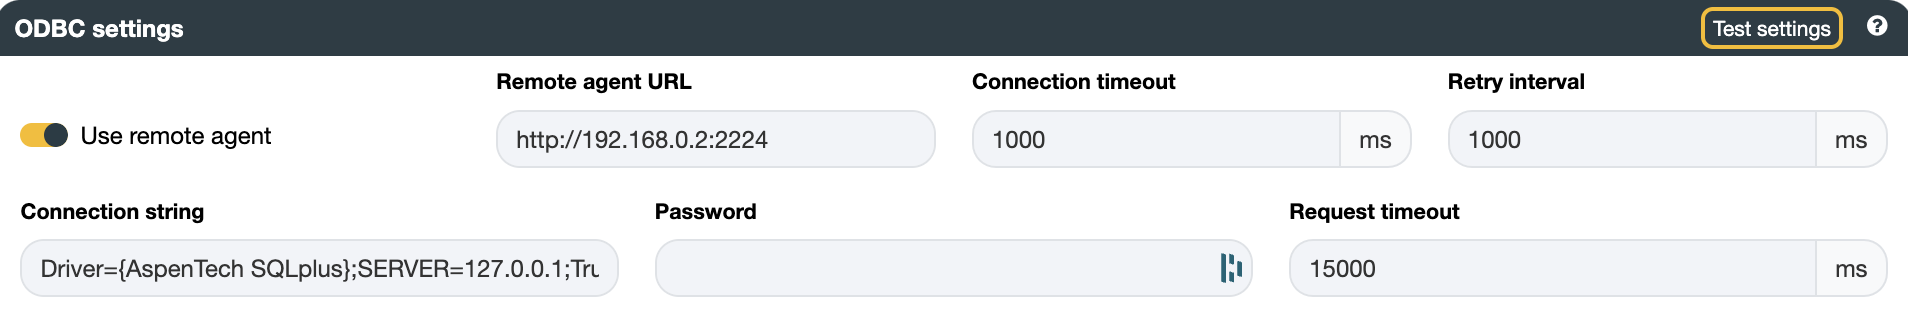 ODBC settings
Test settings
Use remote agent
Remote agent URL
http://192.168.0.2:2224
Connection timeout
1000 ms
Retry interval
1000 ms
Connection string
Driver={AspenTech SQLplus};SERVER=127.0.0.1;Tru
Password
Request timeout
15000 ms